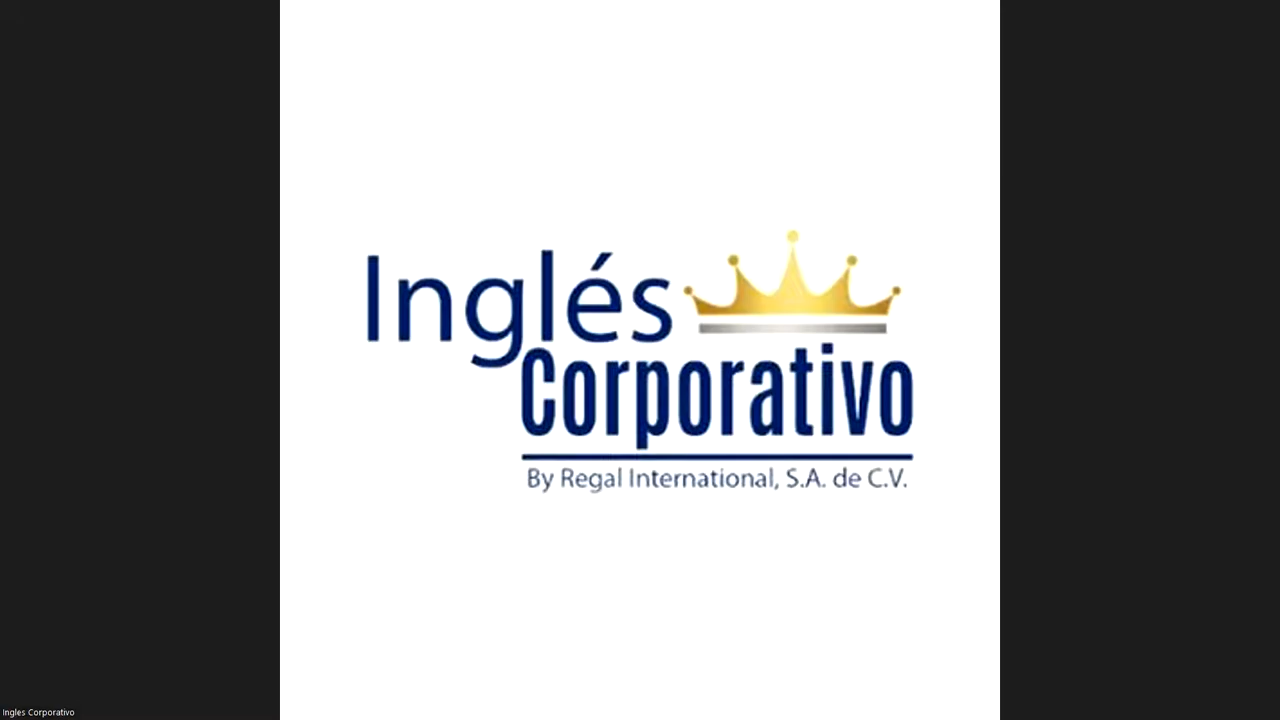 Inglés
Corporativo
By Regal International, S.A. de C.V.
Ingles Corporativo